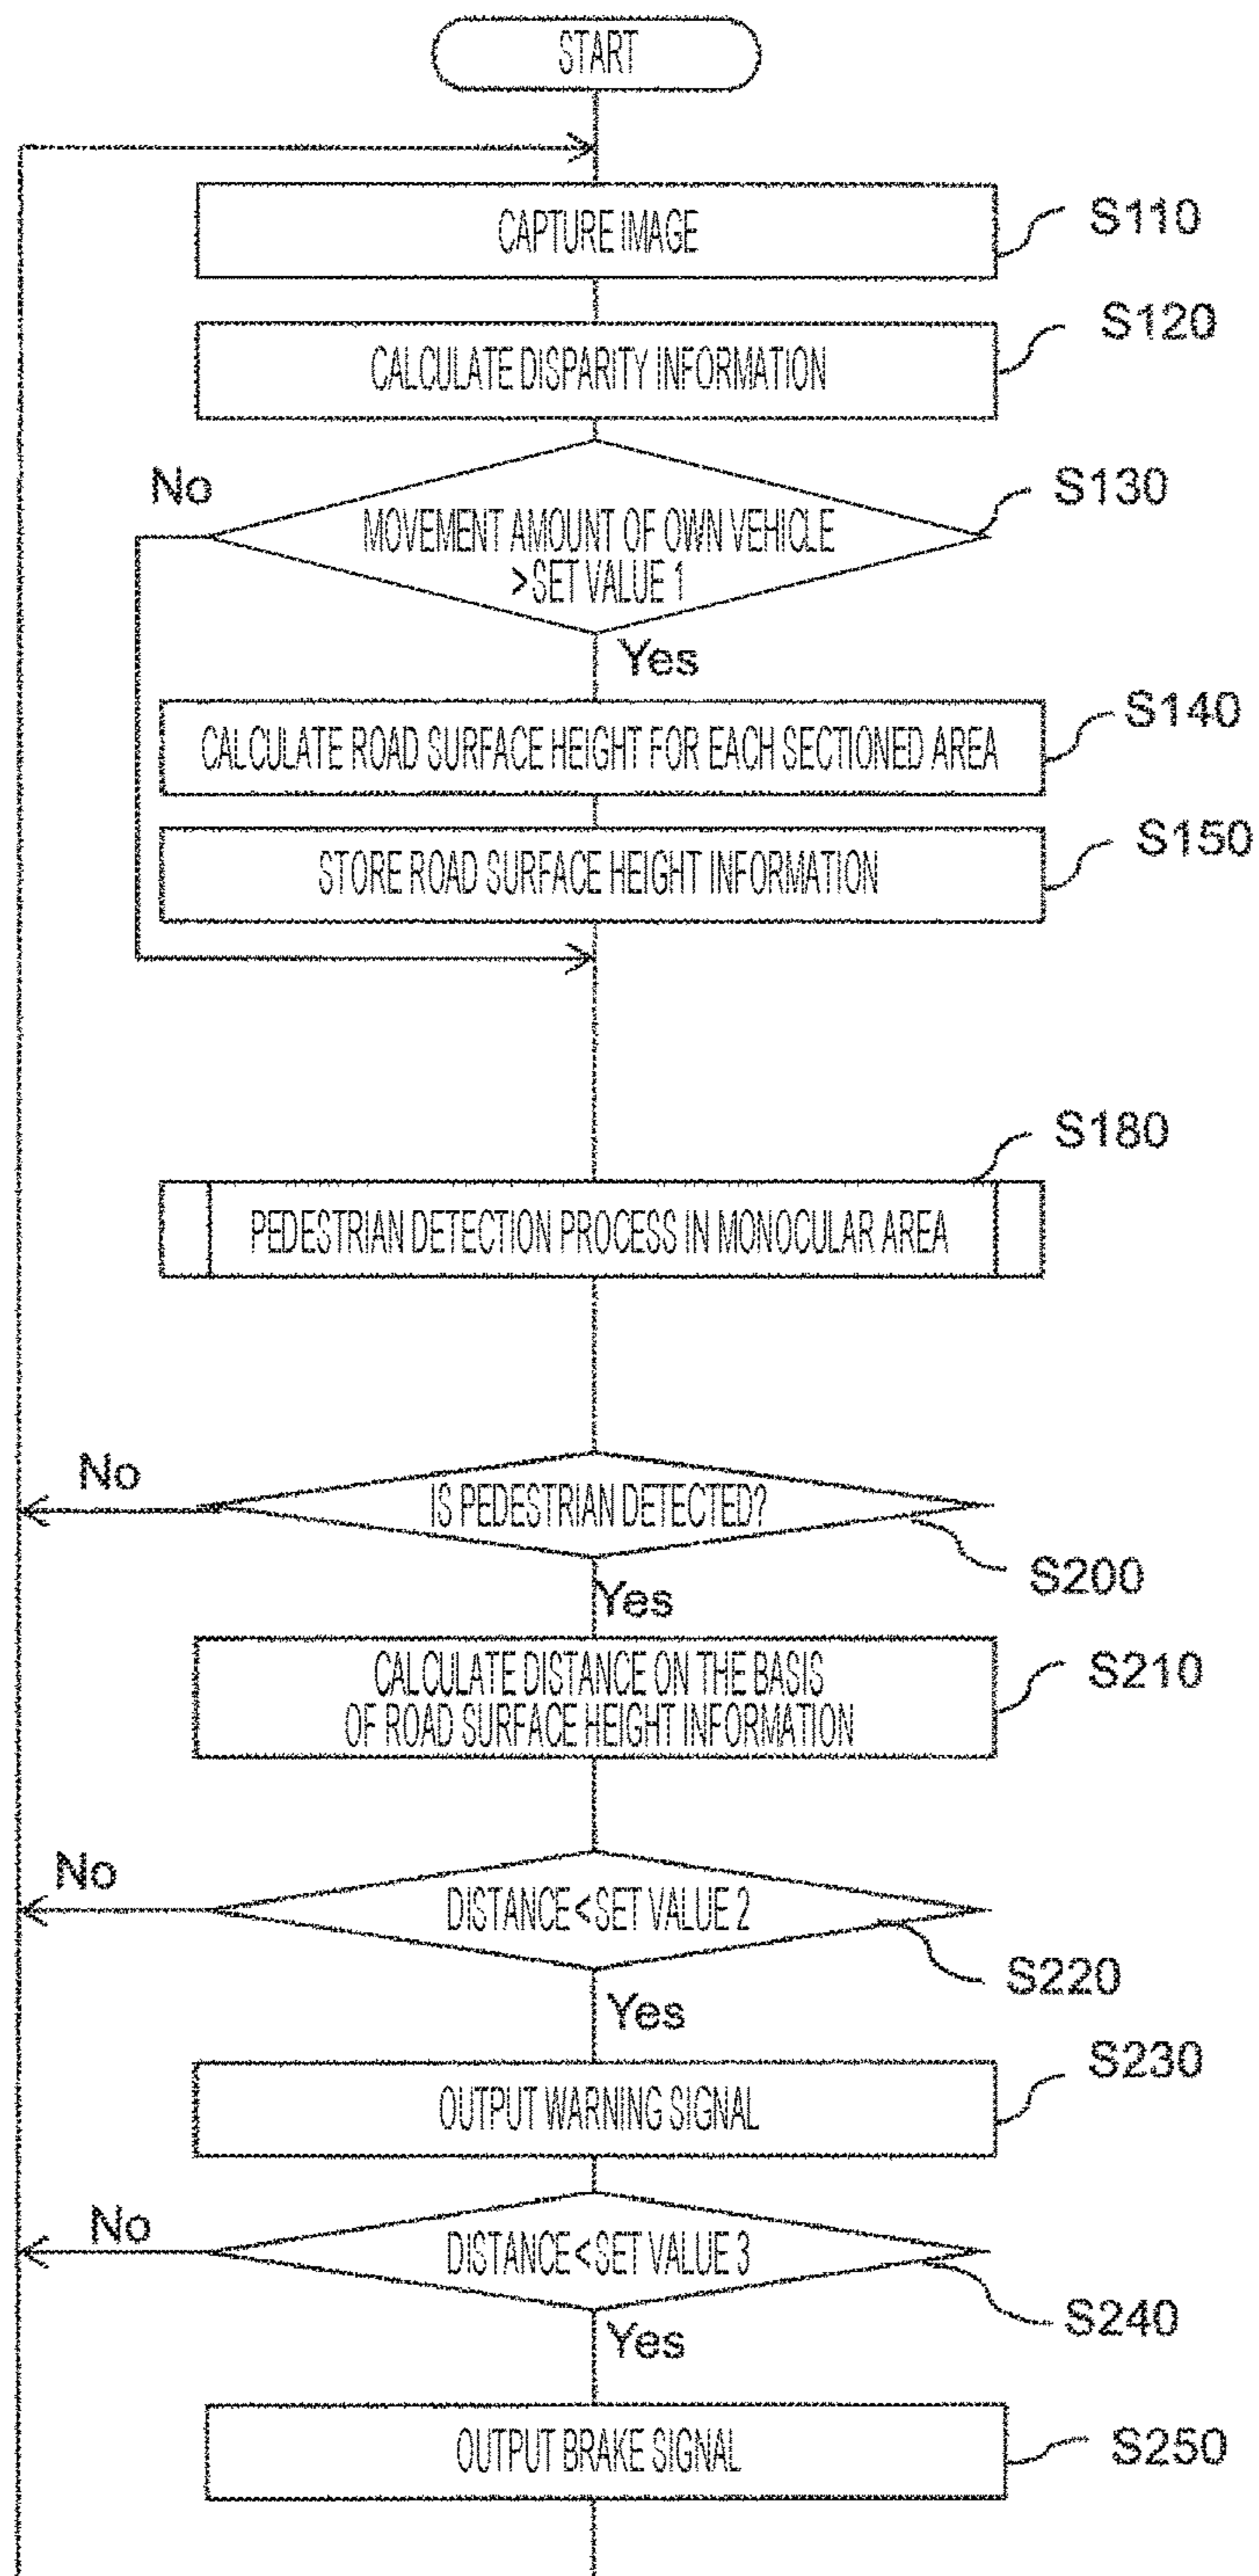 START
CAPTURE IMAGE
S110
CALCULATE DISPARITY INFORMATION
S120
No
MOVEMENT AMOUNT OF OWN VEHICLE
>SET VALUE 1
S130
Yes
CALCULATE ROAD SURFACE HEIGHT FOR EACH SECTIONED AREA
S140
STORE ROAD SURFACE HEIGHT INFORMATION
S150
S180
PEDESTRIAN DETECTION PROCESS IN MONOCULAR AREA
No
IS PEDESTRIAN DETECTED?
S200
Yes
CALCULATE DISTANCE ON THE BASIS
OF ROAD SURFACE HEIGHT INFORMATION
S210
No
DISTANCE<SET VALUE 2
S220
Yes
OUTPUT WARNING SIGNAL
S230
No
DISTANCE<SET VALUE 3
S240
Yes
OUTPUT BRAKE SIGNAL
S250